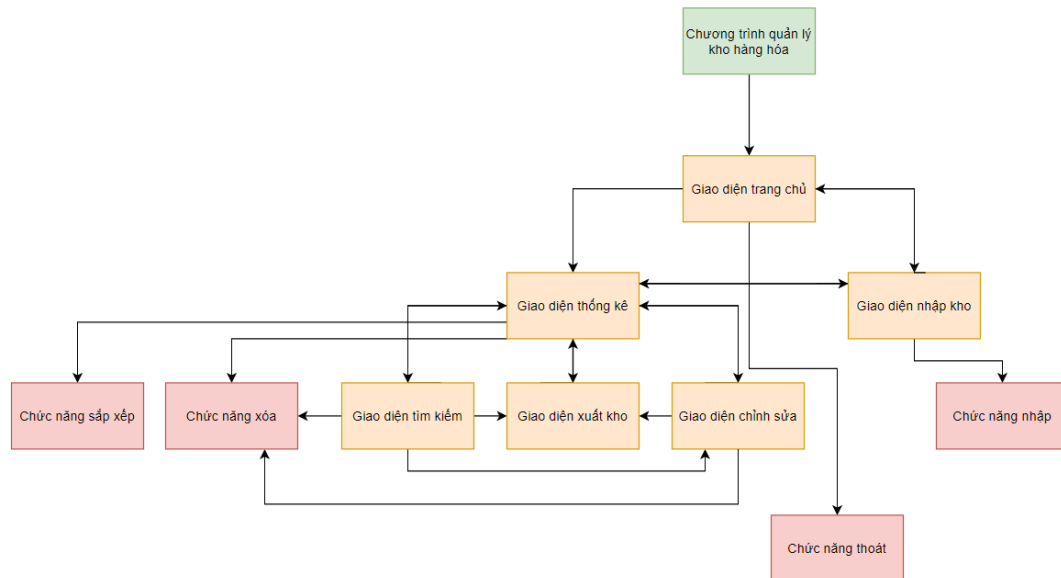 Chương trình quản lý
kho hàng hóa
Giao diện trang chủ
Giao diện thống kê
Giao diện nhập kho
Chức năng sắp xếp
Chức năng xóa
Giao diện tìm kiếm
Giao diện xuất kho
Giao diện chỉnh sửa
Chức năng nhập
Chức năng thoát